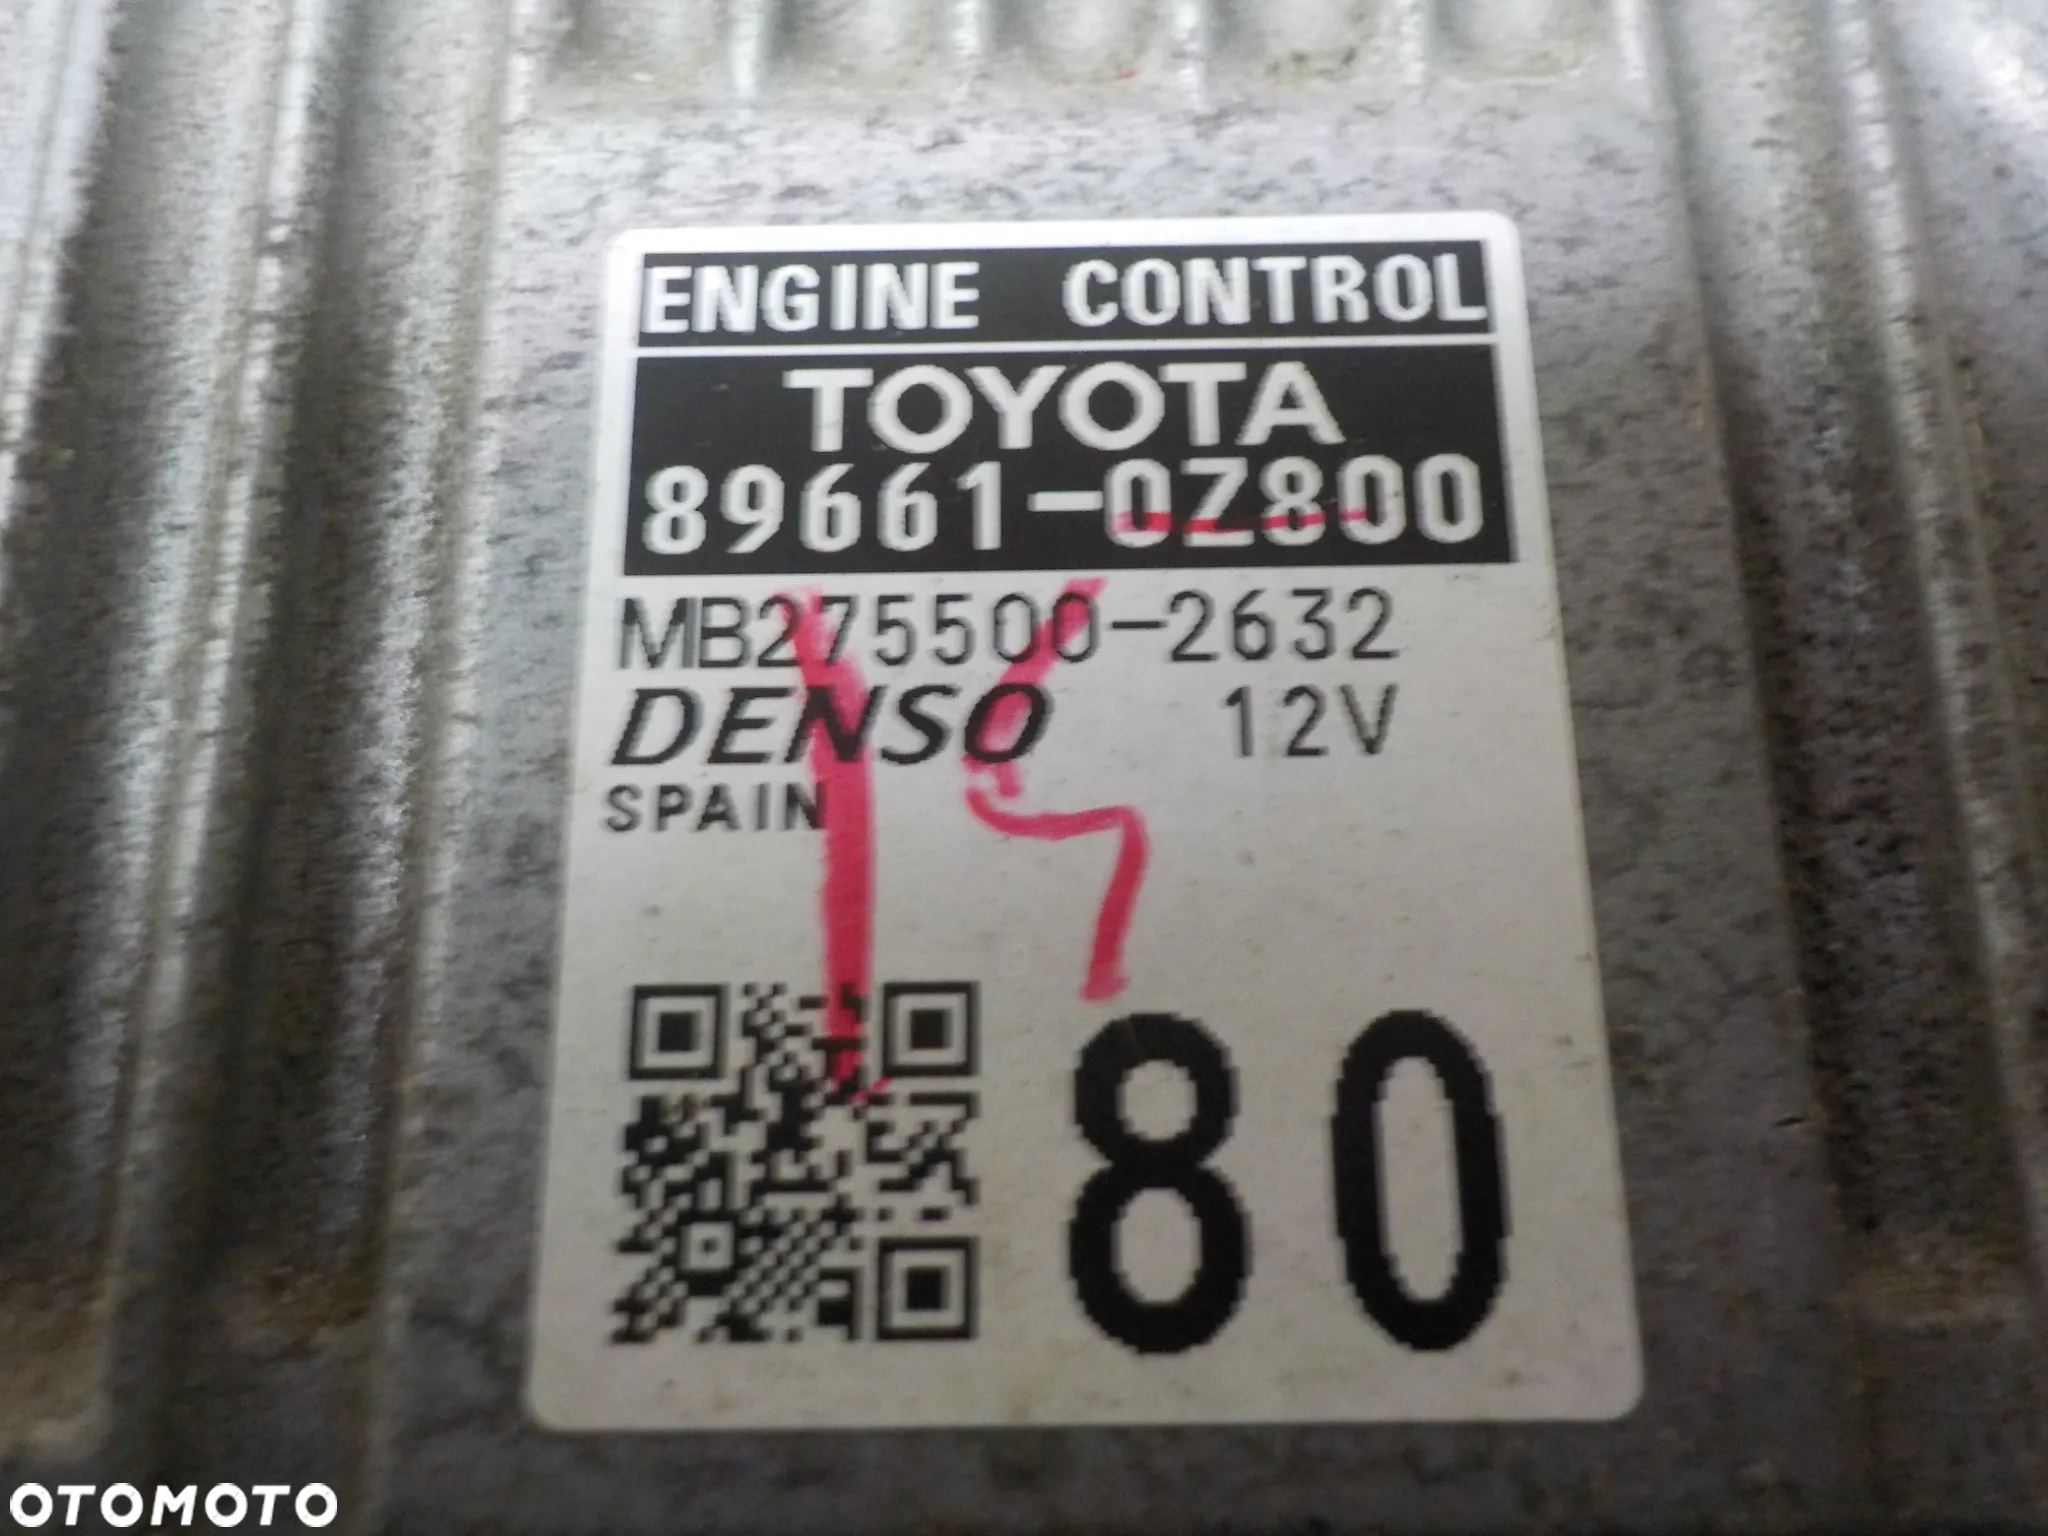 ENGINE CONTROL
TOYOTA
89661-0Z800
MB275500-2632
DENSO 12V
SPAIN
80
OTOMOTO